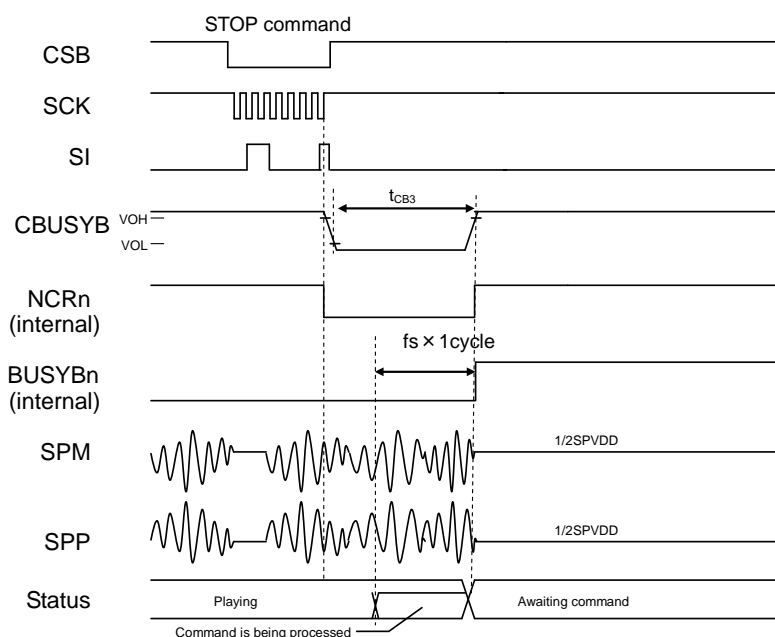 STOP command
CSB
SCK
SI
tCB3
CBUSYB
VOH
VOL
NCRn
(internal)
fs×1cycle
BUSYBn
(internal)
SPM
1/2SPVDD
SPP
1/2SPVDD
Status
Playing
Awaiting command
Command is being processed